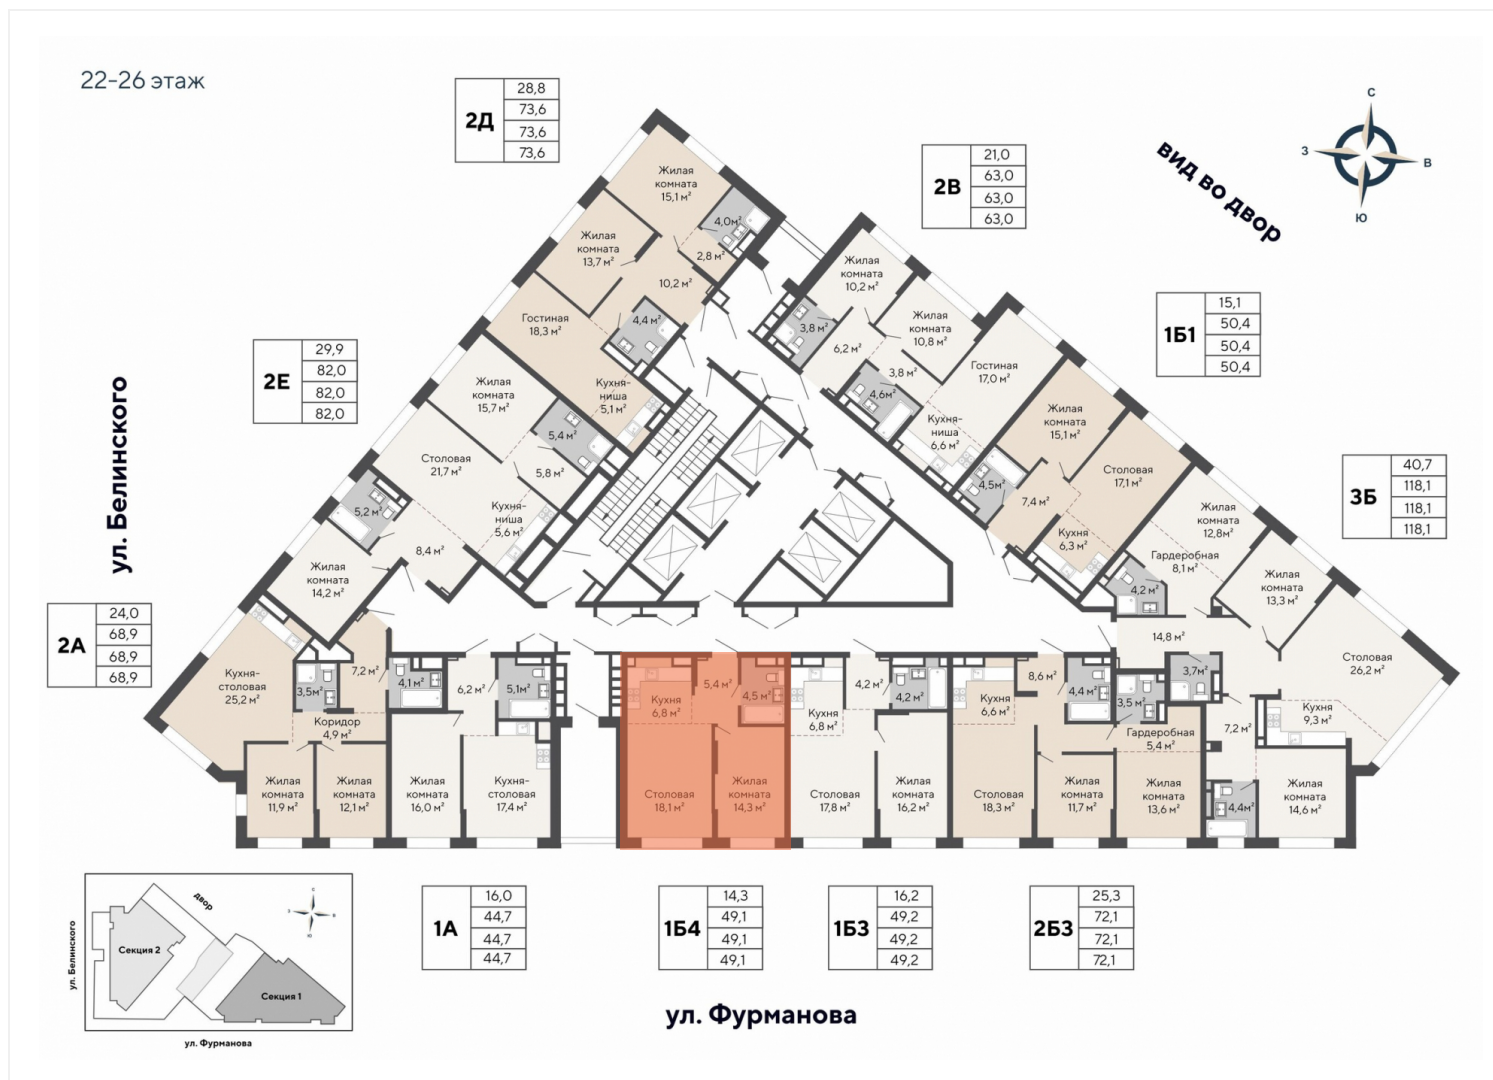 22-26 этаж
2Д
28,8
73,6
73,6
73,6
2В
21,0
63,0
63,0
63,0
вид во двор
С
З
В
Ю
1Б1
15,1
50,4
50,4
50,4
2Е
29,9
82,0
82,0
82,0
3Б
40,7
118,1
118,1
118,1
ул. Белинского
2А
24,0
68,9
68,9
68,9
Жилая
комната
15,1 м²
4,0м²
Жилая
комната
13,7 м²
2,8 м²
10,2 м²
Гостиная
18,3 м²
4,4 м²
Кухня-
ниша
5,1 м²
Жилая
комната
15,7 м²
5,4 м²
Столовая
21,7 м²
5,8 м²
Кухня-
ниша
5,6 м²
5,2 м²
8,4 м²
Жилая
комната
14,2 м²
Жилая
комната
10,2 м²
3,8 м²
6,2 м²
Жилая
комната
10,8 м²
3,8 м²
4,6м²
Гостиная
17,0 м²
Кухня-
ниша
6,6 м²
Жилая
комната
15,1 м²
4,5м²
Столовая
17,1 м²
7,4 м²
Кухня
6,3 м²
Жилая
комната
12,8м²
Гардеробная
8,1 м²
4,2 м²
Жилая
комната
13,3 м²
14,8 м²
Столовая
26,2 м²
3,7м²
Кухня
9,3 м²
7,2 м²
4,4м²
Жилая
комната
14,6 м²
Кухня-
столовая
25,2 м²
3,5м²
7,2 м²
Коридор
4,9 м²
Жилая
комната
11,9 м²
Жилая
комната
12,1 м²
4,1 м²
6,2 м²
5,1м²
Жилая
комната
16,0 м²
Кухня-
столовая
17,4 м²
Кухня
6,8 м²
5,4 м²
4,5 м²
Столовая
18,1 м²
Жилая
комната
14,3 м²
Кухня
6,8 м²
4,2 м²
4,2 м²
Столовая
17,8 м²
Жилая
комната
16,2 м²
Кухня
6,6 м²
8,6 м²
4,4 м²
Столовая
18,3 м²
Жилая
комната
11,7 м²
3,5 м²
Гардеробная
5,4 м²
Жилая
комната
13,6 м²
1А
16,0
44,7
44,7
44,7
1Б4
14,3
49,1
49,1
49,1
1Б3
16,2
49,2
49,2
49,2
2Б3
25,3
72,1
72,1
72,1
ул. Фурманова
двор
ул. Белинского
Секция 2
Секция 1
С
З
В
Ю
ул. Фурманова